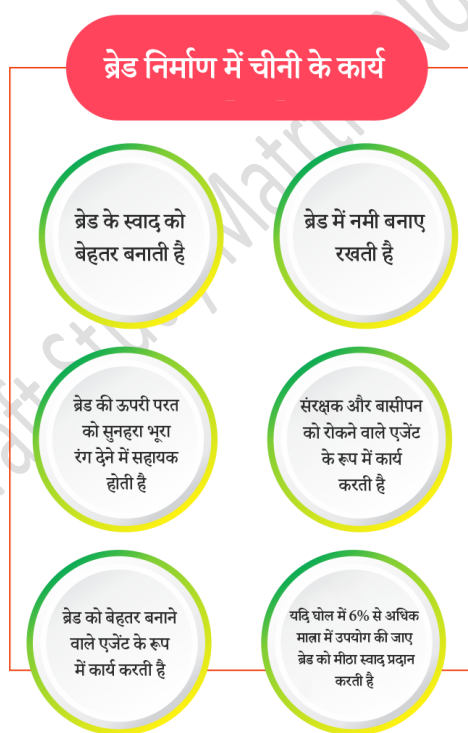 ब्रेड निर्माण में चीनी के कार्य
ब्रेड के स्वाद को
बेहतर बनाती है
ब्रेड में नमी बनाए
रखती है
ब्रेड की ऊपरी परत
को सुनहरा भूरा
रंग देने में सहायक
होती है
संरक्षक और बासीपन
को रोकने वाले एजेंट
के रूप में कार्य
करती है
ब्रेड को बेहतर बनाने
वाले एजेंट के रूप
में कार्य करती है
यदि घोल में 6% से अधिक
मात्रा में उपयोग की जाए
ब्रेड को मीठा स्वाद प्रदान
करती है